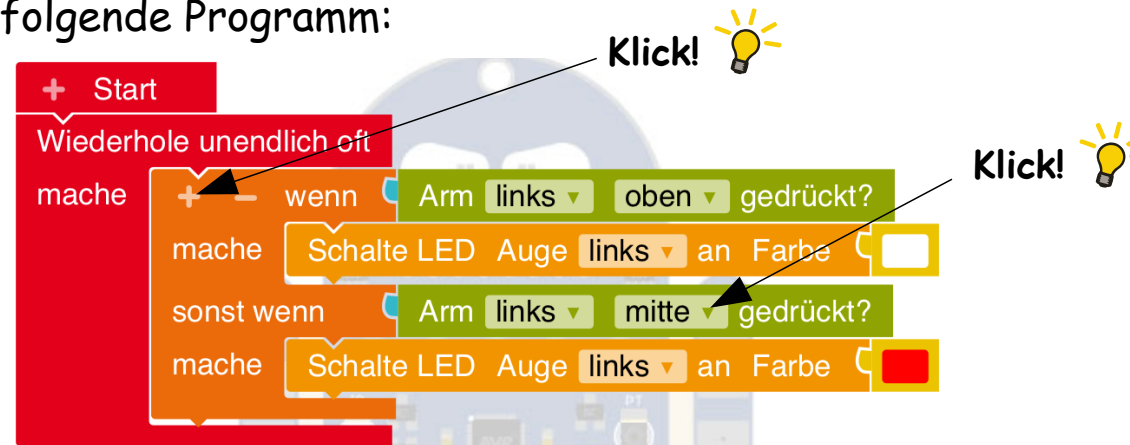 folgende Programm:
Klick!
+ Start
Wiederhole unendlich oft
Klick!
mache + – wenn Arm links oben gedrückt?
mache Schalte LED Auge links an Farbe
sonst wenn Arm links mitte gedrückt?
mache Schalte LED Auge links an Farbe
PT